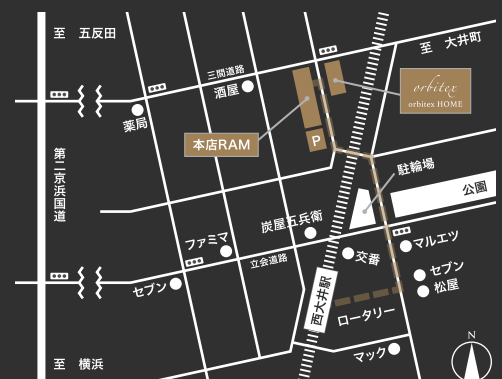 至 五反田
至 大井町
三間道路
酒屋
orbitex
orbitex HOME
薬局
本店RAM
P
第二京浜国道
駐輪場
公園
炭屋五兵衛
ファミマ
マルエツ
立会道路
交番
セブン
セブン
松屋
西大井駅
ロータリー
マック
至 横浜
N